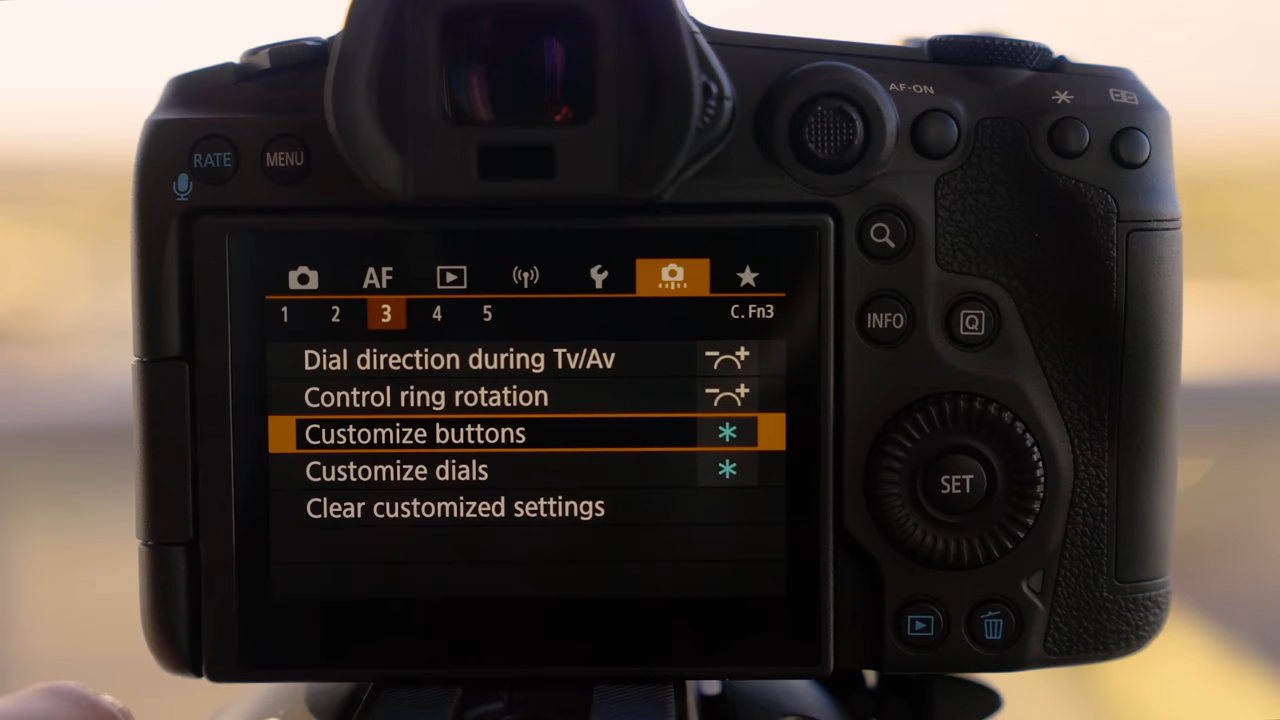 AF-ON
RATE MENU
AF
1 2 3 4 5 C.Fn3
Dial direction during Tv/Av
Control ring rotation
Customize buttons
Customize dials
Clear customized settings
INFO Q
SET